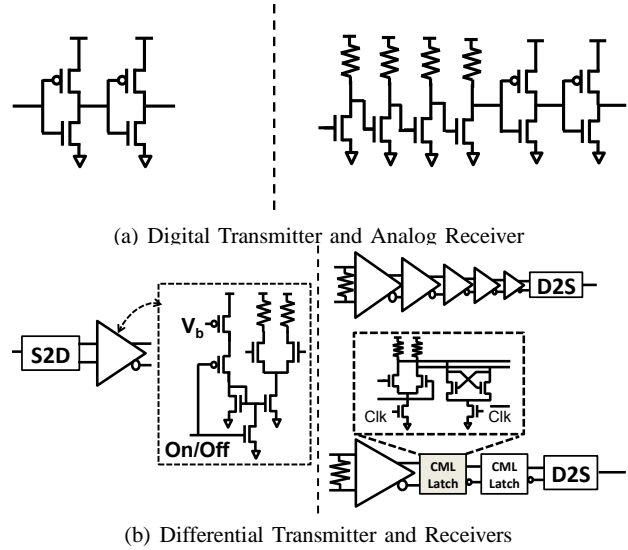 (a) Digital Transmitter and Analog Receiver
S2D
V_b
On/Off
D2S
Clk
Clk
CML
Latch
CML
Latch
D2S
(b) Differential Transmitter and Receivers